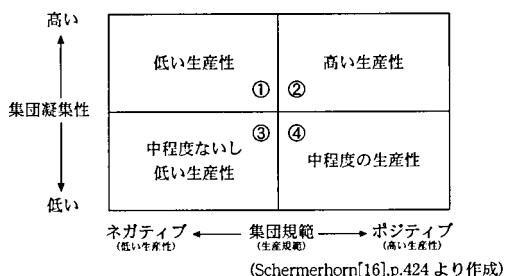 高い
低い生産性
高い生産性
① ②
集団凝集性
③ ④
中程度ないし
低い生産性
中程度の生産性
低い
ネガティブ ← 集団規範 → ポジティブ
(低い生産性) (生産規範) (高い生産性)
(Schermerhorn[16],p.424 より作成)